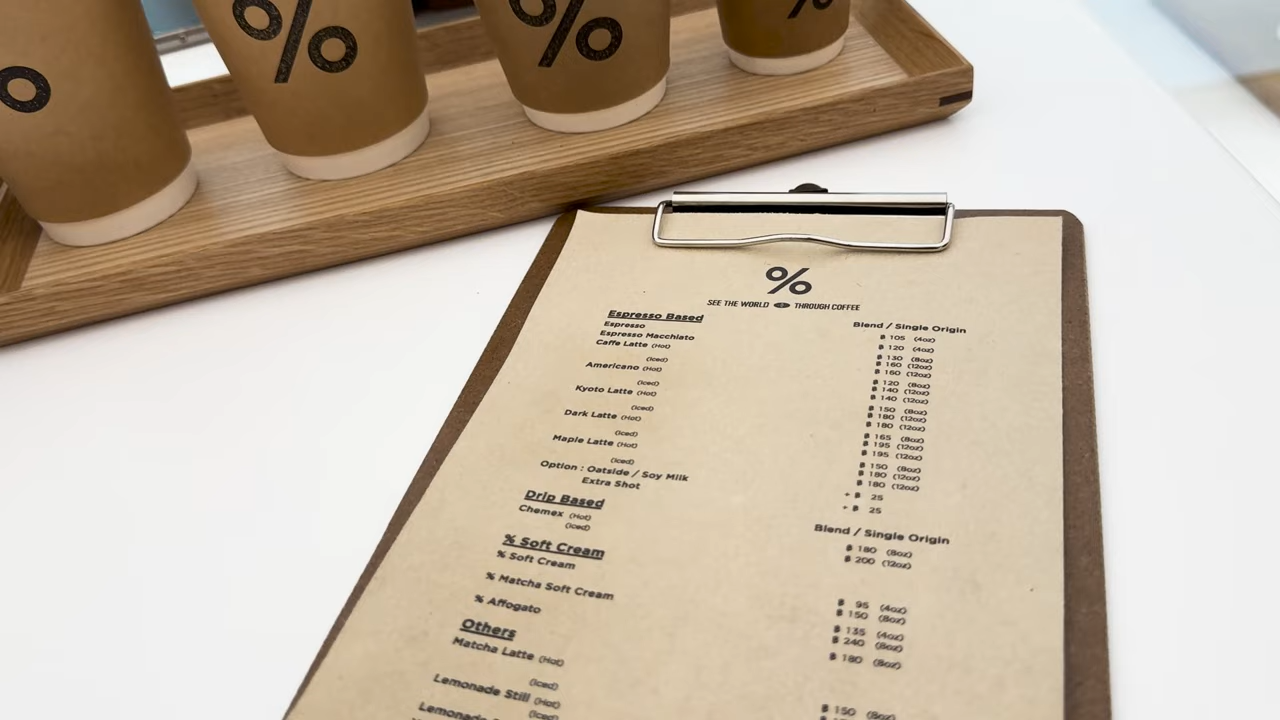 %
%
%
%
SEE THE WORLD THROUGH COFFEE
Espresso Based Blend / Single Origin
Espresso ฿ 105 (4oz)
Espresso Macchiato ฿ 120 (4oz)
Caffe Latte (Hot) ฿ 130 (8oz)
฿ 160 (12oz)
(Iced) ฿ 160 (12oz)
Americano (Hot) ฿ 120 (8oz)
฿ 140 (12oz)
(Iced) ฿ 140 (12oz)
Kyoto Latte (Hot) ฿ 150 (8oz)
฿ 180 (12oz)
(Iced) ฿ 180 (12oz)
Dark Latte (Hot) ฿ 165 (8oz)
฿ 195 (12oz)
(Iced) ฿ 195 (12oz)
Maple Latte (Hot) ฿ 150 (8oz)
฿ 180 (12oz)
(Iced) ฿ 180 (12oz)
Option : Oatside / Soy Milk + ฿ 25
Extra Shot + ฿ 25
Drip Based Blend / Single Origin
Chemex (Hot) ฿ 180 (8oz)
(Iced) ฿ 200 (12oz)
% Soft Cream
% Soft Cream ฿ 95 (4oz)
฿ 150 (8oz)
% Matcha Soft Cream ฿ 135 (4oz)
฿ 240 (8oz)
% Affogato ฿ 180 (8oz)
Others
Matcha Latte (Hot) ฿ 150 (8oz)
(Iced)
Lemonade Still (Hot)
(Iced)
Lemonade